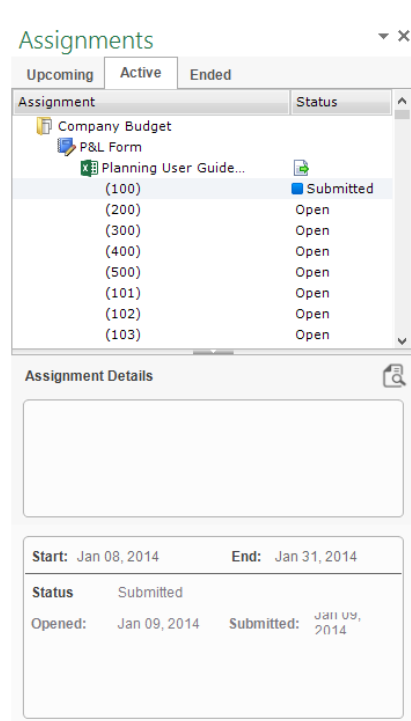 Assignments
Upcoming Active Ended
Assignment Status
Company Budget
P&L Form
Planning User Guide...
(100) Submitted
(200) Open
(300) Open
(400) Open
(500) Open
(101) Open
(102) Open
(103) Open
Assignment Details
Start: Jan 08, 2014 End: Jan 31, 2014
Status Submitted
Opened: Jan 09, 2014 Submitted: Jan 09, 2014